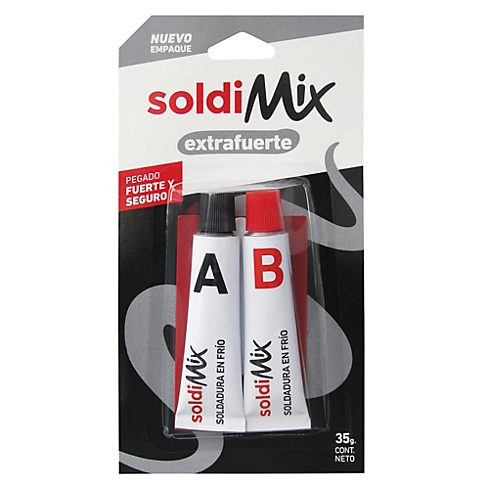 NUEVO
EMPAQUE
soldiMix
extrafuerte
PEGADO
FUERTE Y
SEGURO
A
B
soldiMix
SOLDADURA EN FRÍO
soldiMix
SOLDADURA EN FRÍO
35g.
CONT.
NETO